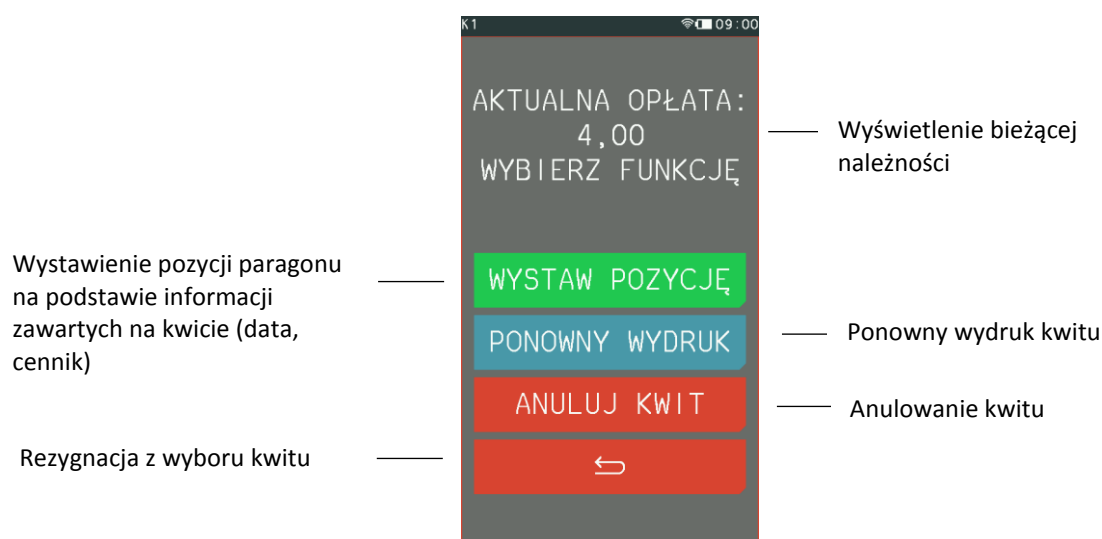 K1 09:00
AKTUALNA OPŁATA:
4,00
WYBIERZ FUNKCJĘ
Wyświetlenie bieżącej
należności
Wystawienie pozycji paragonu
na podstawie informacji
zawartych na kwicie (data,
cennik)
WYSTAW POZYCJĘ
PONOWNY WYDRUK
Ponowny wydruk kwitu
ANULUJ KWIT
Anulowanie kwitu
Rezygnacja z wyboru kwitu